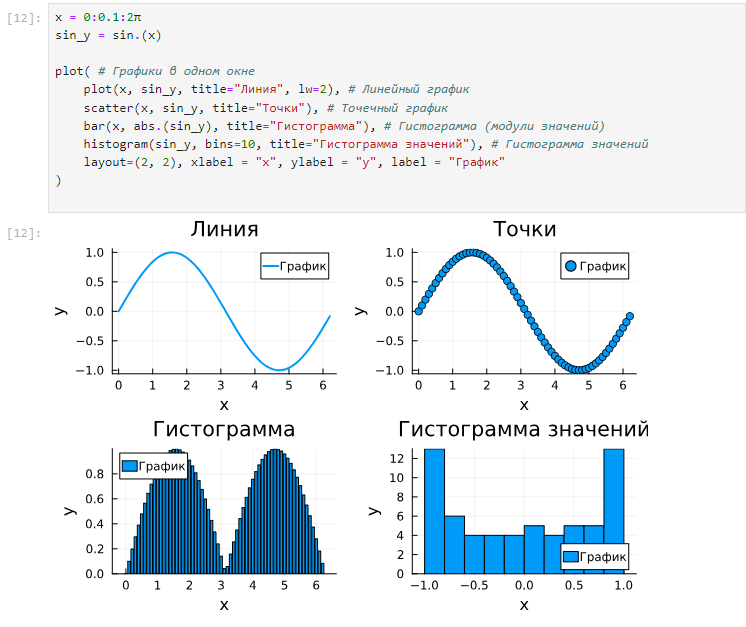 [12]: x = 0:0.1:2π
sin_y = sin.(x)
plot( # Графики в одном окне
plot(x, sin_y, title="Линия", lw=2), # Линейный график
scatter(x, sin_y, title="Точки"), # Точечный график
bar(x, abs.(sin_y), title="Гистограмма"), # Гистограмма (модули значений)
histogram(sin_y, bins=10, title="Гистограмма значений"), # Гистограмма значений
layout=(2, 2), xlabel = "x", ylabel = "y", label = "График"
)
[12]:
Линия
1.0
0.5
0.0
−0.5
−1.0
y
График
0 1 2 3 4 5 6
x
Точки
1.0
0.5
0.0
−0.5
−1.0
y
График
0 1 2 3 4 5 6
x
Гистограмма
0.8
0.6
0.4
0.2
0.0
y
График
0 1 2 3 4 5 6
x
Гистограмма значений
12
10
8
6
4
2
0
y
График
−1.0 −0.5 0.0 0.5 1.0
x